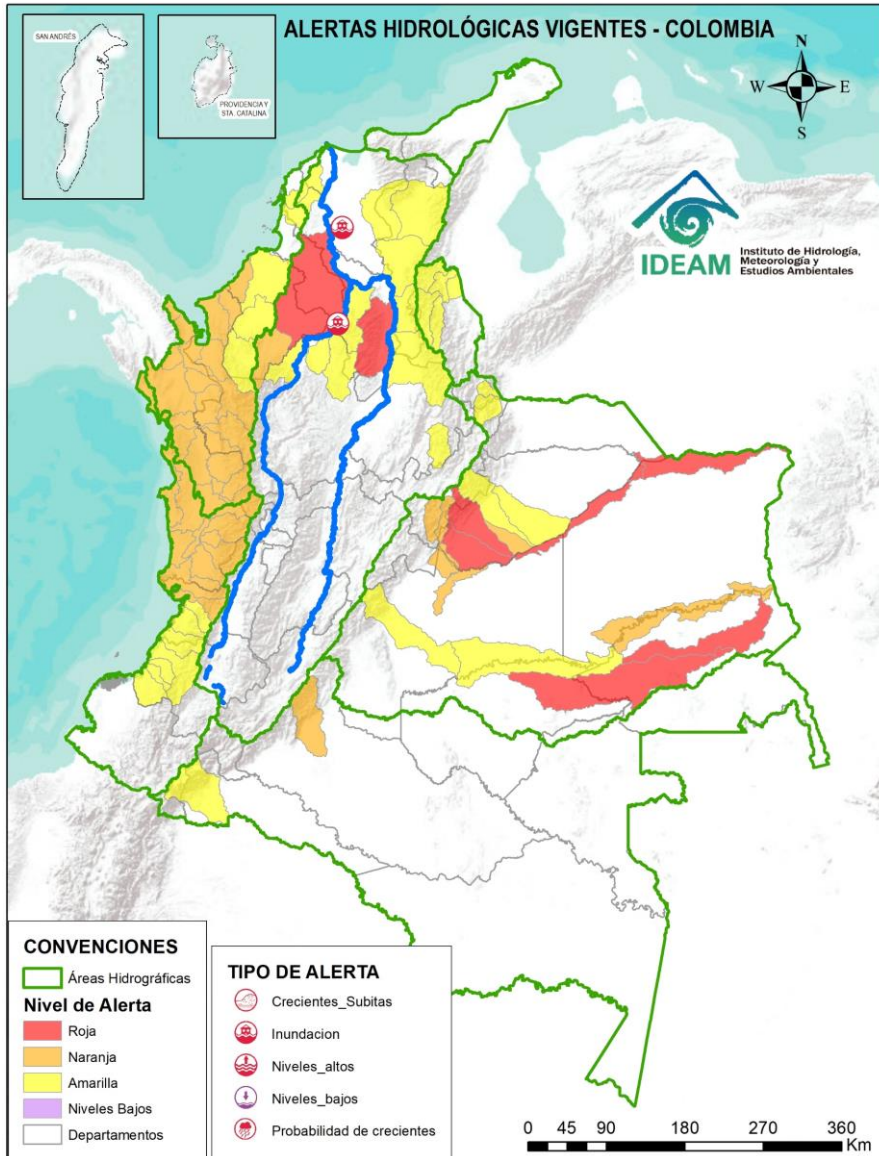 ALERTAS HIDROLÓGICAS VIGENTES - COLOMBIA
SAN ANDRÉS
PROVIDENCIA Y
STA. CATALINA
N
W
E
S
IDEAM
Instituto de Hidrología,
Meteorología y
Estudios Ambientales
CONVENCIONES
Áreas Hidrográficas
Nivel de Alerta
Roja
Naranja
Amarilla
Niveles Bajos
Departamentos
TIPO DE ALERTA
Crecientes_Subitas
Inundacion
Niveles_altos
Niveles_bajos
Probabilidad de crecientes
0 45 90 180 270 360
Km